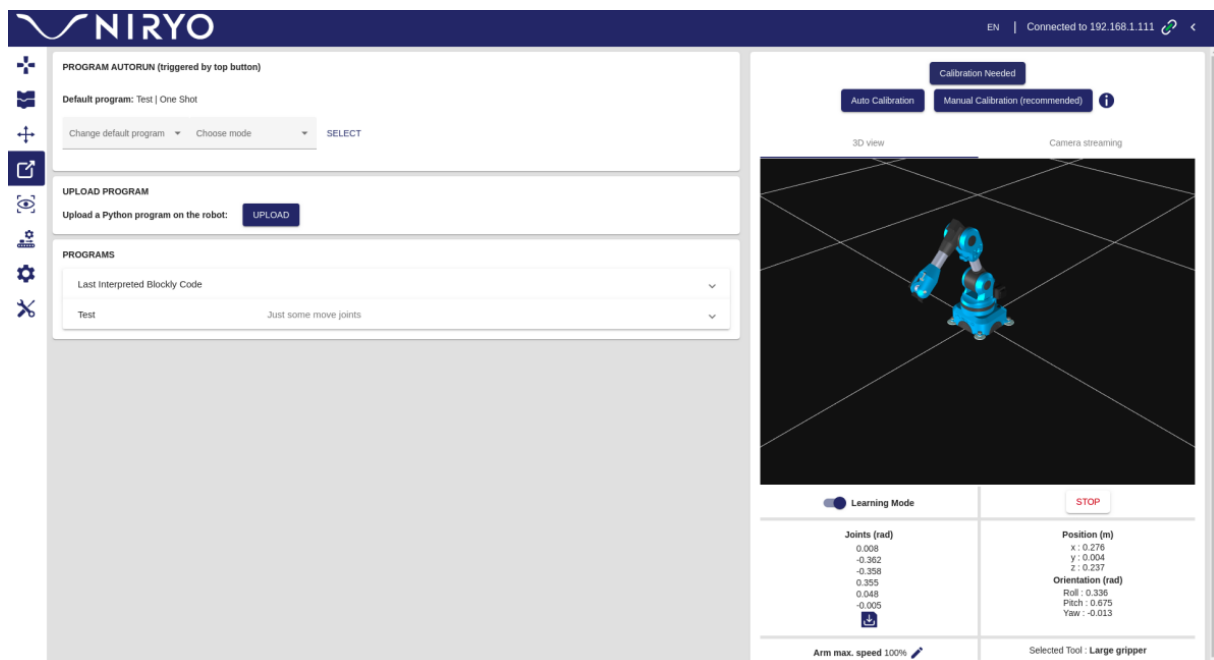 NIRYO
EN | Connected to 192.168.1.111
PROGRAM AUTORUN (triggered by top button)
Default program: Test | One Shot
Change default program Choose mode SELECT
UPLOAD PROGRAM
Upload a Python program on the robot: UPLOAD
PROGRAMS
Last Interpreted Blockly Code
Test Just some move joints
Calibration Needed
Auto Calibration Manual Calibration (recommended)
3D view Camera streaming
Learning Mode STOP
Joints (rad)
0.008
-0.362
-0.358
0.355
0.048
-0.005
Position (m)
x : 0.276
y : 0.004
z : 0.237
Orientation (rad)
Roll : 0.336
Pitch : 0.675
Yaw : -0.013
Arm max. speed 100%
Selected Tool : Large gripper